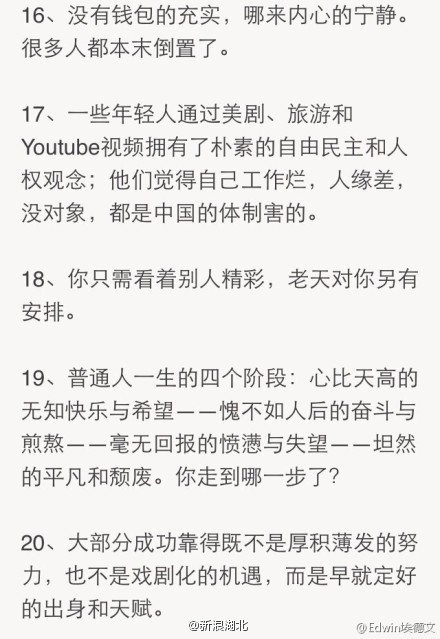 16、没有钱包的充实，哪来内心的宁静。
很多人都本末倒置了。
17、一些年轻人通过美剧、旅游和
Youtube视频拥有了朴素的自由民主和人
权观念；他们觉得自己工作烂，人缘差，
没对象，都是中国的体制害的。
18、你只需看着别人精彩，老天对你另有
安排。
19、普通人一生的四个阶段：心比天高的
无知快乐与希望——愧不如人后的奋斗与
煎熬——毫无回报的愤懑与失望——坦然
的平凡和颓废。你走到哪一步了？
20、大部分成功靠得既不是厚积薄发的努
力，也不是戏剧化的机遇，而是早就定好
的出身和天赋。
@新浪湖北
@Edwin埃德文